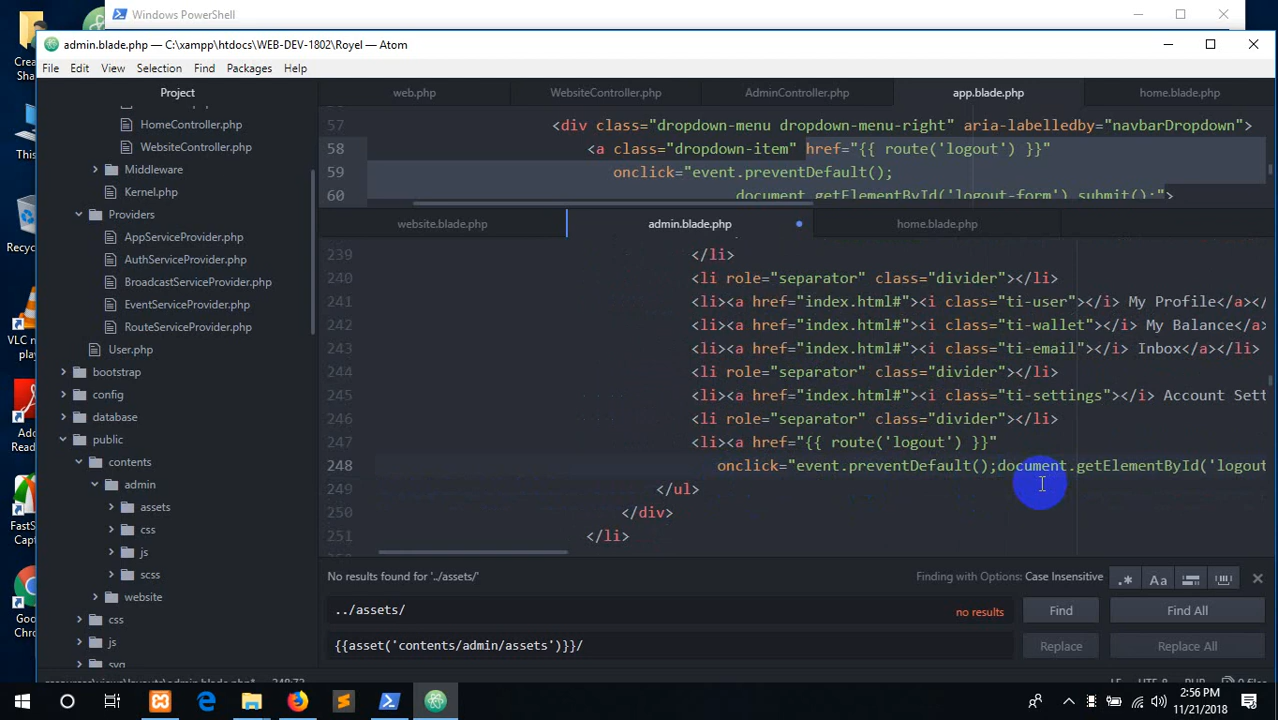 Windows PowerShell
admin.blade.php — C:\xampp\htdocs\WEB-DEV-1802\Royel — Atom
File Edit View Selection Find Packages Help
Project
web.php WebsiteController.php AdminController.php app.blade.php home.blade.php
HomeController.php
WebsiteController.php
Middleware
Kernel.php
Providers
AppServiceProvider.php
AuthServiceProvider.php
BroadcastServiceProvider.php
EventServiceProvider.php
RouteServiceProvider.php
User.php
bootstrap
config
database
public
contents
admin
assets
css
js
scss
website
css
js
svg
57 <div class="dropdown-menu dropdown-menu-right" aria-labelledby="navbarDropdown">
58 <a class="dropdown-item" href="{{ route('logout') }}"
59 onclick="event.preventDefault();
60 document.getElementById('logout-form').submit();">
website.blade.php admin.blade.php home.blade.php
239 </li>
240 <li role="separator" class="divider"></li>
241 <li><a href="index.html#"><i class="ti-user"></i> My Profile</a></
242 <li><a href="index.html#"><i class="ti-wallet"></i> My Balance</a>
243 <li><a href="index.html#"><i class="ti-email"></i> Inbox</a></li>
244 <li role="separator" class="divider"></li>
245 <li><a href="index.html#"><i class="ti-settings"></i> Account Sett
246 <li role="separator" class="divider"></li>
247 <li><a href="{{ route('logout') }}"
248 onclick="event.preventDefault();document.getElementById('logout
249 </ul>
250 </div>
251 </li>
No results found for '../assets/' Finding with Options: Case Insensitive
.* Aa
../assets/ no results Find Find All
{{asset('contents/admin/assets')}}/ Replace Replace All
2:56 PM
11/21/2018